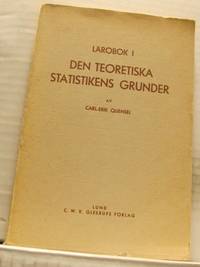 LÄROBOK I
DEN TEORETISKA
STATISTIKENS GRUNDER
AV
CARL-ERIK QUENSEL
LUND
C. W. K. GLEERUPS FÖRLAG